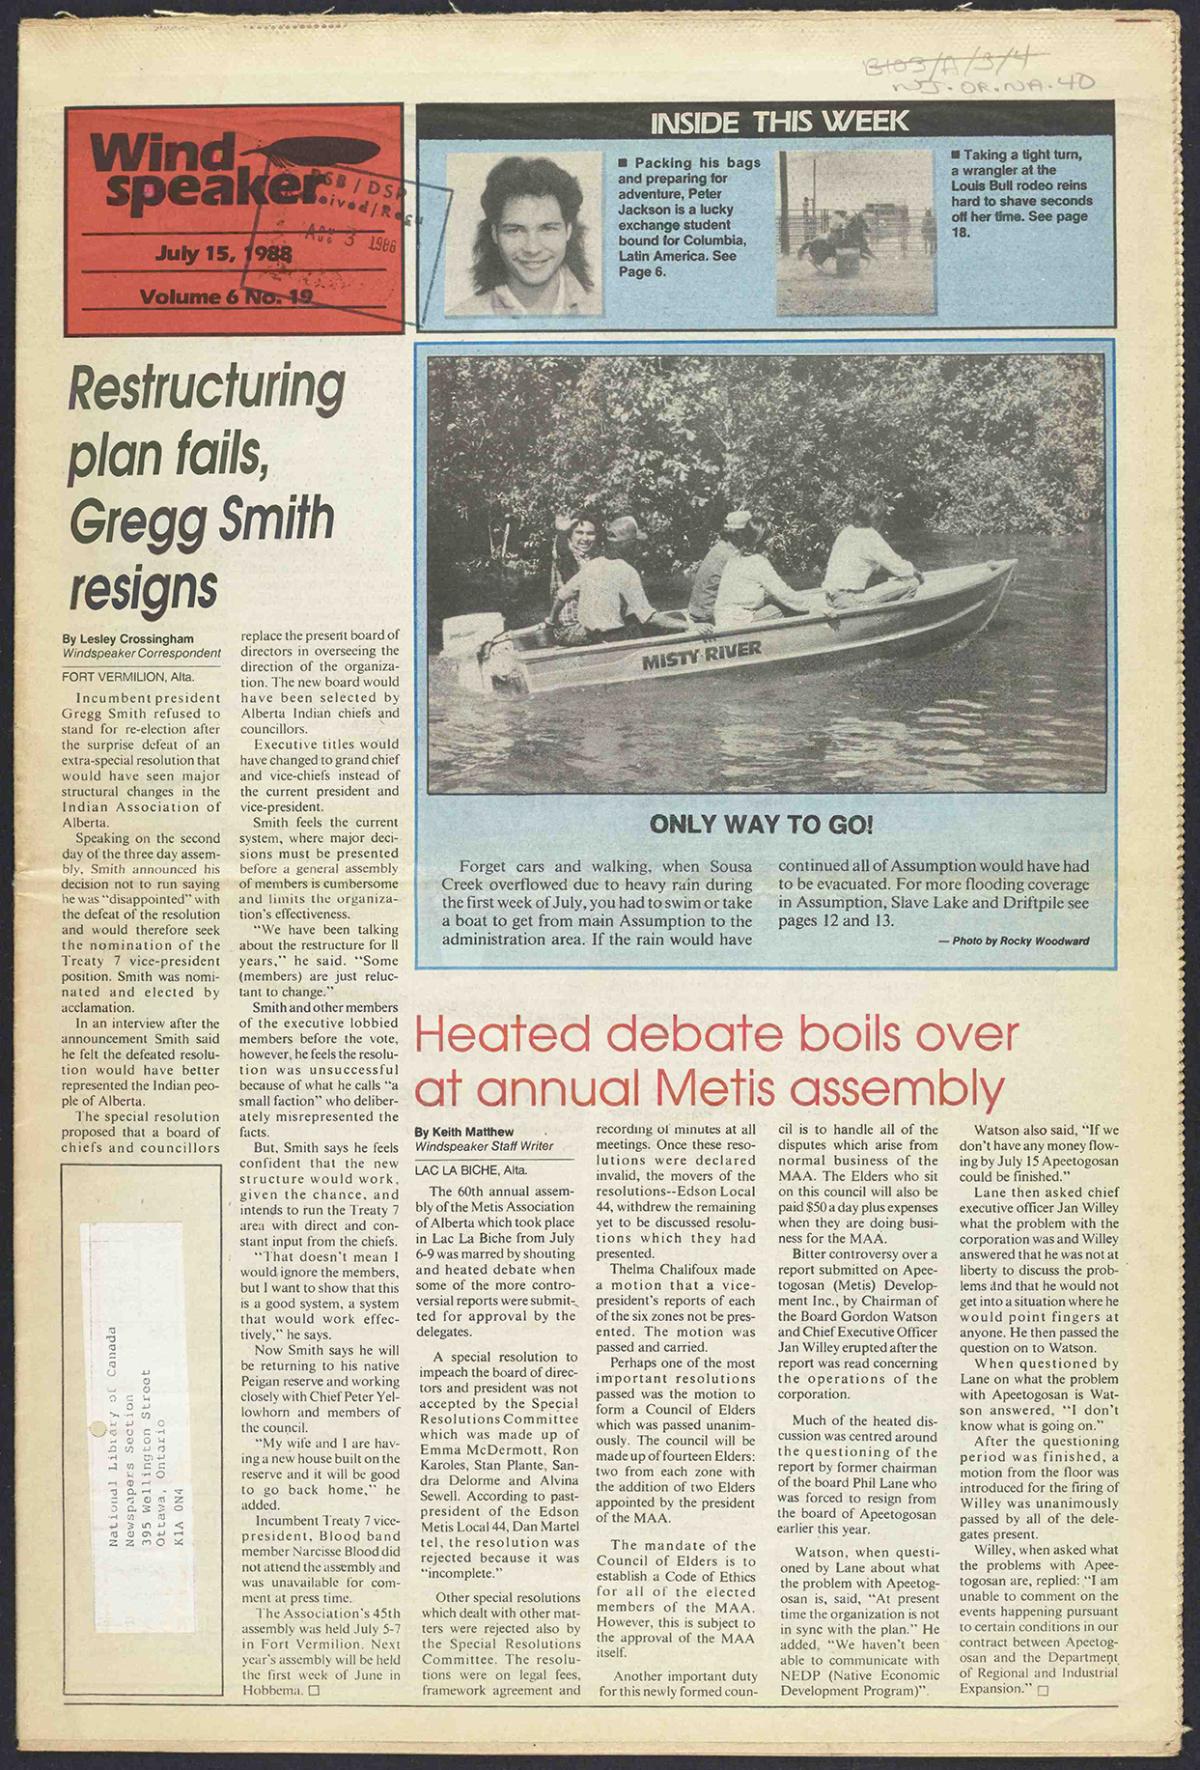 B103/A/3/4
NJ.OR.NA.40
Wind
speaker
July 15, 1988
Volume 6 No. 19
INSIDE THIS WEEK
■ Packing his bags
and preparing for
adventure, Peter
Jackson is a lucky
exchange student
bound for Columbia,
Latin America. See
Page 6.
■ Taking a tight turn,
a wrangler at the
Louis Bull rodeo reins
hard to shave seconds
off her time. See page
18.
Restructuring
plan fails,
Gregg Smith
resigns
By Lesley Crossingham
Windspeaker Correspondent
FORT VERMILION, Alta.
Incumbent president
Gregg Smith refused to
stand for re-election after
the surprise defeat of an
extra-special resolution that
would have seen major
structural changes in the
Indian Association of
Alberta.
Speaking on the second
day of the three day assem-
bly, Smith announced his
decision not to run saying
he was "disappointed" with
the defeat of the resolution
and would therefore seek
the nomination of the
Treaty 7 vice-president
position. Smith was nomi-
nated and elected by
acclamation.
In an interview after the
announcement Smith said
he felt the defeated resolu-
tion would have better
represented the Indian peo-
ple of Alberta.
The special resolution
proposed that a board of
chiefs and councillors
replace the present board of
directors in overseeing the
direction of the organiza-
tion. The new board would
have been selected by
Alberta Indian chiefs and
councillors.
Executive titles would
have changed to grand chief
and vice-chiefs instead of
the current president and
vice-president.
Smith feels the current
system, where major deci-
sions must be presented
before a general assembly
of members is cumbersome
and limits the organiza-
tion's effectiveness.
"We have been talking
about the restructure for 11
years," he said. "Some
(members) are just reluc-
tant to change."
Smith and other members
of the executive lobbied
members before the vote,
however, he feels the resolu-
tion was unsuccessful
because of what he calls "a
small faction" who deliber-
ately misrepresented the
facts.
But, Smith says he feels
confident that the new
structure would work,
given the chance, and
intends to run the Treaty 7
area with direct and con-
stant input from the chiefs.
"That doesn't mean I
would ignore the members,
but I want to show that this
is a good system, a system
that would work effec-
tively," he says.
Now Smith says he will
be returning to his native
Peigan reserve and working
closely with Chief Peter Yel-
lowhorn and members of
the council.
"My wife and I are hav-
ing a new house built on the
reserve and it will be good
to go back home," he
added.
Incumbent Treaty 7 vice-
president, Blood band
member Narcisse Blood did
not attend the assembly and
was unavailable for com-
ment at press time.
The Association's 45th
assembly was held July 5-7
in Fort Vermilion. Next
year's assembly will be held
the first week of June in
Hobbema. □
National Library of Canada
Newspapers Section
395 Wellington Street
Ottawa, Ontario
K1A 0N4
MISTY RIVER
ONLY WAY TO GO!
Forget cars and walking, when Sousa
Creek overflowed due to heavy rain during
the first week of July, you had to swim or take
a boat to get from main Assumption to the
administration area. If the rain would have
continued all of Assumption would have had
to be evacuated. For more flooding coverage
in Assumption, Slave Lake and Driftpile see
pages 12 and 13.
— Photo by Rocky Woodward
Heated debate boils over
at annual Metis assembly
By Keith Matthew
Windspeaker Staff Writer
LAC LA BICHE, Alta.
The 60th annual assem-
bly of the Metis Association
of Alberta which took place
in Lac La Biche from July
6-9 was marred by shouting
and heated debate when
some of the more contro-
versial reports were submit-
ted for approval by the
delegates.
A special resolution to
impeach the board of direc-
tors and president was not
accepted by the Special
Resolutions Committee
which was made up of
Emma McDermott, Ron
Karoles, Stan Plante, San-
dra Delorme and Alvina
Sewell. According to past-
president of the Edson
Metis Local 44, Dan Martel
tel, the resolution was
rejected because it was
"incomplete."
Other special resolutions
which dealt with other mat-
ters were rejected also by
the Special Resolutions
Committee. The resolu-
tions were on legal fees,
framework agreement and
recording of minutes at all
meetings. Once these reso-
lutions were declared
invalid, the movers of the
resolutions--Edson Local
44, withdrew the remaining
yet to be discussed resolu-
tions which they had
presented.
Thelma Chalifoux made
a motion that a vice-
president's reports of each
of the six zones not be pres-
ented. The motion was
passed and carried.
Perhaps one of the most
important resolutions
passed was the motion to
form a Council of Elders
which was passed unanim-
ously. The council will be
made up of fourteen Elders:
two from each zone with
the addition of two Elders
appointed by the president
of the MAA.
The mandate of the
Council of Elders is to
establish a Code of Ethics
for all of the elected
members of the MAA.
However, this is subject to
the approval of the MAA
itself.
Another important duty
for this newly formed coun-
cil is to handle all of the
disputes which arise from
normal business of the
MAA. The Elders who sit
on this council will also be
paid $50 a day plus expenses
when they are doing busi-
ness for the MAA.
Bitter controversy over a
report submitted on Apee-
togosan (Metis) Develop-
ment Inc., by Chairman of
the Board Gordon Watson
and Chief Executive Officer
Jan Willey erupted after the
report was read concerning
the operations of the
corporation.
Much of the heated dis-
cussion was centred around
the questioning of the
report by former chairman
of the board Phil Lane who
was forced to resign from
the board of Apeetogosan
earlier this year.
Watson, when questi-
oned by Lane about what
the problem with Apeetog-
osan is, said, "At present
time the organization is not
in sync with the plan." He
added, "We haven't been
able to communicate with
NEDP (Native Economic
Development Program)".
Watson also said, "If we
don't have any money flow-
ing by July 15 Apeetogosan
could be finished."
Lane then asked chief
executive officer Jan Willey
what the problem with the
corporation was and Willey
answered that he was not at
liberty to discuss the prob-
lems and that he would not
get into a situation where he
would point fingers at
anyone. He then passed the
question on to Watson.
When questioned by
Lane on what the problem
with Apeetogosan is Wat-
son answered, "I don't
know what is going on."
After the questioning
period was finished, a
motion from the floor was
introduced for the firing of
Willey was unanimously
passed by all of the dele-
gates present.
Willey, when asked what
the problems with Apee-
togosan are, replied: "I am
unable to comment on the
events happening pursuant
to certain conditions in our
contract between Apeetog-
osan and the Department
of Regional and Industrial
Expansion." □